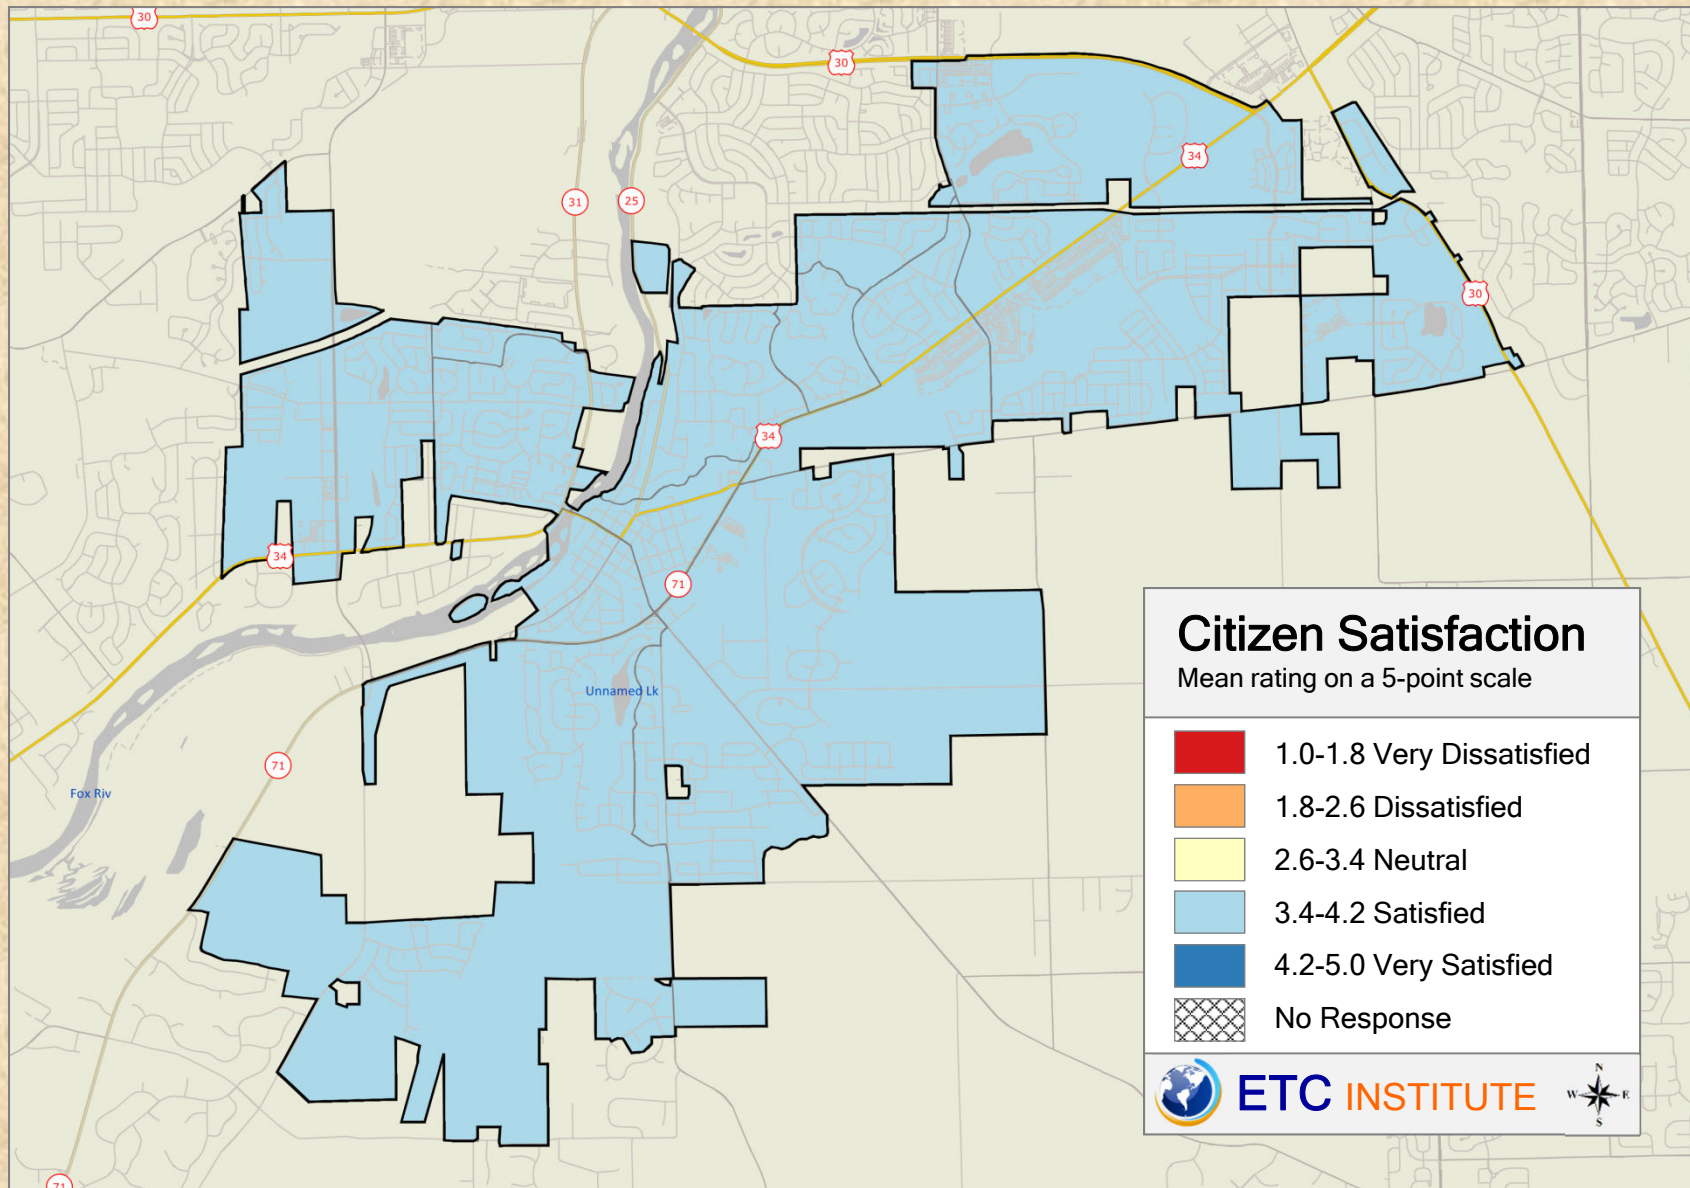 30
30
34
31
25
30
34
34
71
Unnamed Lk
71
Fox Riv
71
Citizen Satisfaction
Mean rating on a 5-point scale
1.0-1.8 Very Dissatisfied
1.8-2.6 Dissatisfied
2.6-3.4 Neutral
3.4-4.2 Satisfied
4.2-5.0 Very Satisfied
No Response
ETC INSTITUTE
N
W E
S